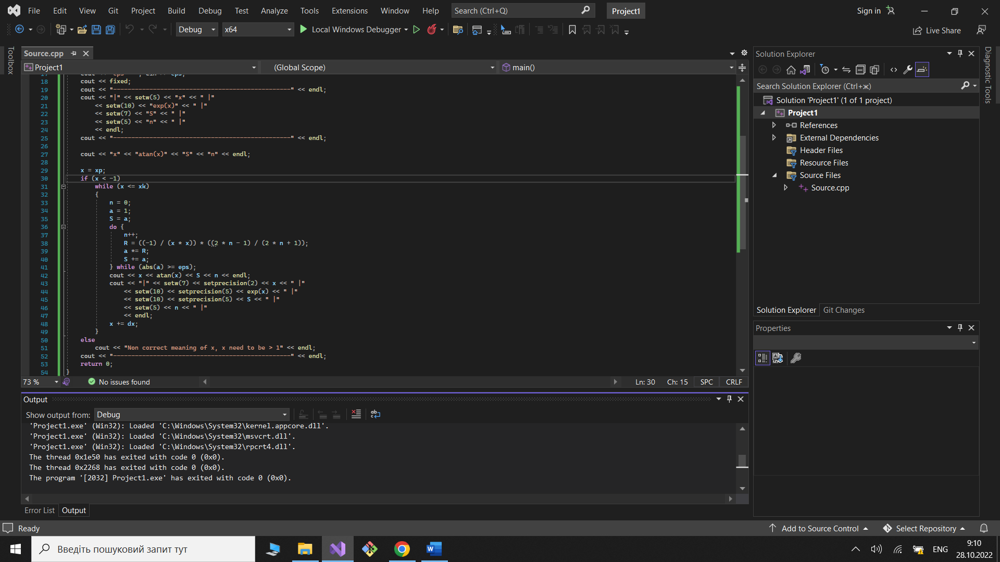 File Edit View Git Project Build Debug Test Analyze Tools Extensions Window Help Search (Ctrl+Q) Project1 Sign in
Debug x64 Local Windows Debugger Live Share
Toolbox
Source.cpp
Project1 (Global Scope) main()
18 cout << fixed;
19 cout << "-------------------------------------------------" << endl;
20 cout << "|" << setw(5) << "x" << " |"
21 << setw(10) << "exp(x)" << " |"
22 << setw(7) << "S" << " |"
23 << setw(5) << "n" << " |"
24 << endl;
25 cout << "-------------------------------------------------" << endl;
26
27 cout << "x" << "atan(x)" << "S" << "n" << endl;
28
29 x = xp;
30 if (x < -1)
31 while (x <= xk)
32 {
33 n = 0;
34 a = 1;
35 S = a;
36 do {
37 n++;
38 R = ((-1) / (x * x)) * ((2 * n - 1) / (2 * n + 1));
39 a *= R;
40 S += a;
41 } while (abs(a) >= eps);
42 cout << x << atan(x) << S << n << endl;
43 cout << "|" << setw(7) << setprecision(2) << x << " |"
44 << setw(10) << setprecision(5) << exp(x) << " |"
45 << setw(10) << setprecision(5) << S << " |"
46 << setw(5) << n << " |"
47 << endl;
48 x += dx;
49 }
50 else
51 cout << "Non correct meaning of x, x need to be > 1" << endl;
52 cout << "-------------------------------------------------" << endl;
53 return 0;
54 }
73 % No issues found Ln: 30 Ch: 15 SPC CRLF
Output
Show output from: Debug
'Project1.exe' (Win32): Loaded 'C:\Windows\System32\kernel.appcore.dll'.
'Project1.exe' (Win32): Loaded 'C:\Windows\System32\msvcrt.dll'.
'Project1.exe' (Win32): Loaded 'C:\Windows\System32\rpcrt4.dll'.
The thread 0x1e50 has exited with code 0 (0x0).
The thread 0x2268 has exited with code 0 (0x0).
The program '[2032] Project1.exe' has exited with code 0 (0x0).
Error List Output
Solution Explorer
Search Solution Explorer (Ctrl+ж)
Solution 'Project1' (1 of 1 project)
Project1
References
External Dependencies
Header Files
Resource Files
Source Files
Source.cpp
Solution Explorer Git Changes
Properties
Diagnostic Tools
Ready Add to Source Control Select Repository
Введіть пошуковий запит тут ENG 9:10
28.10.2022